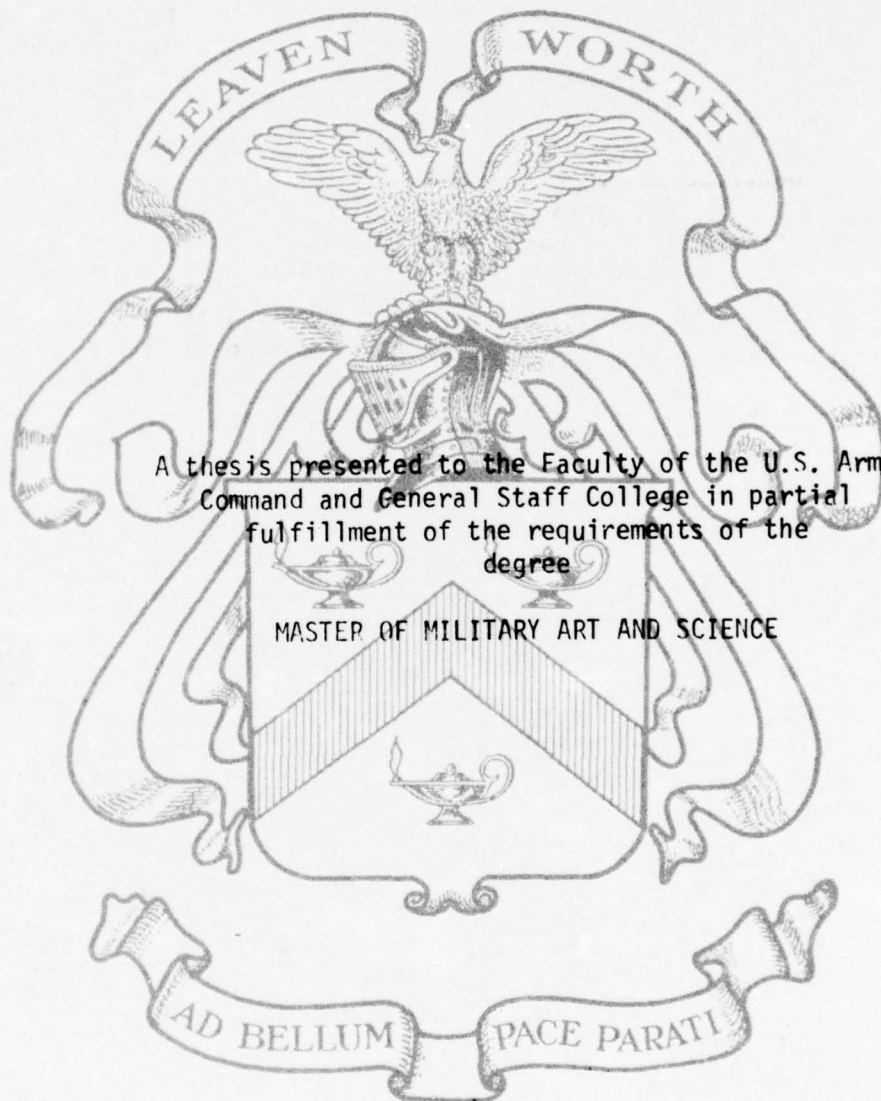 LEAVEN WORTH
A thesis presented to the Faculty of the U.S. Arm
Command and General Staff College in partial
fulfillment of the requirements of the
degree
MASTER OF MILITARY ART AND SCIENCE
AD BELLUM PACE PARATI